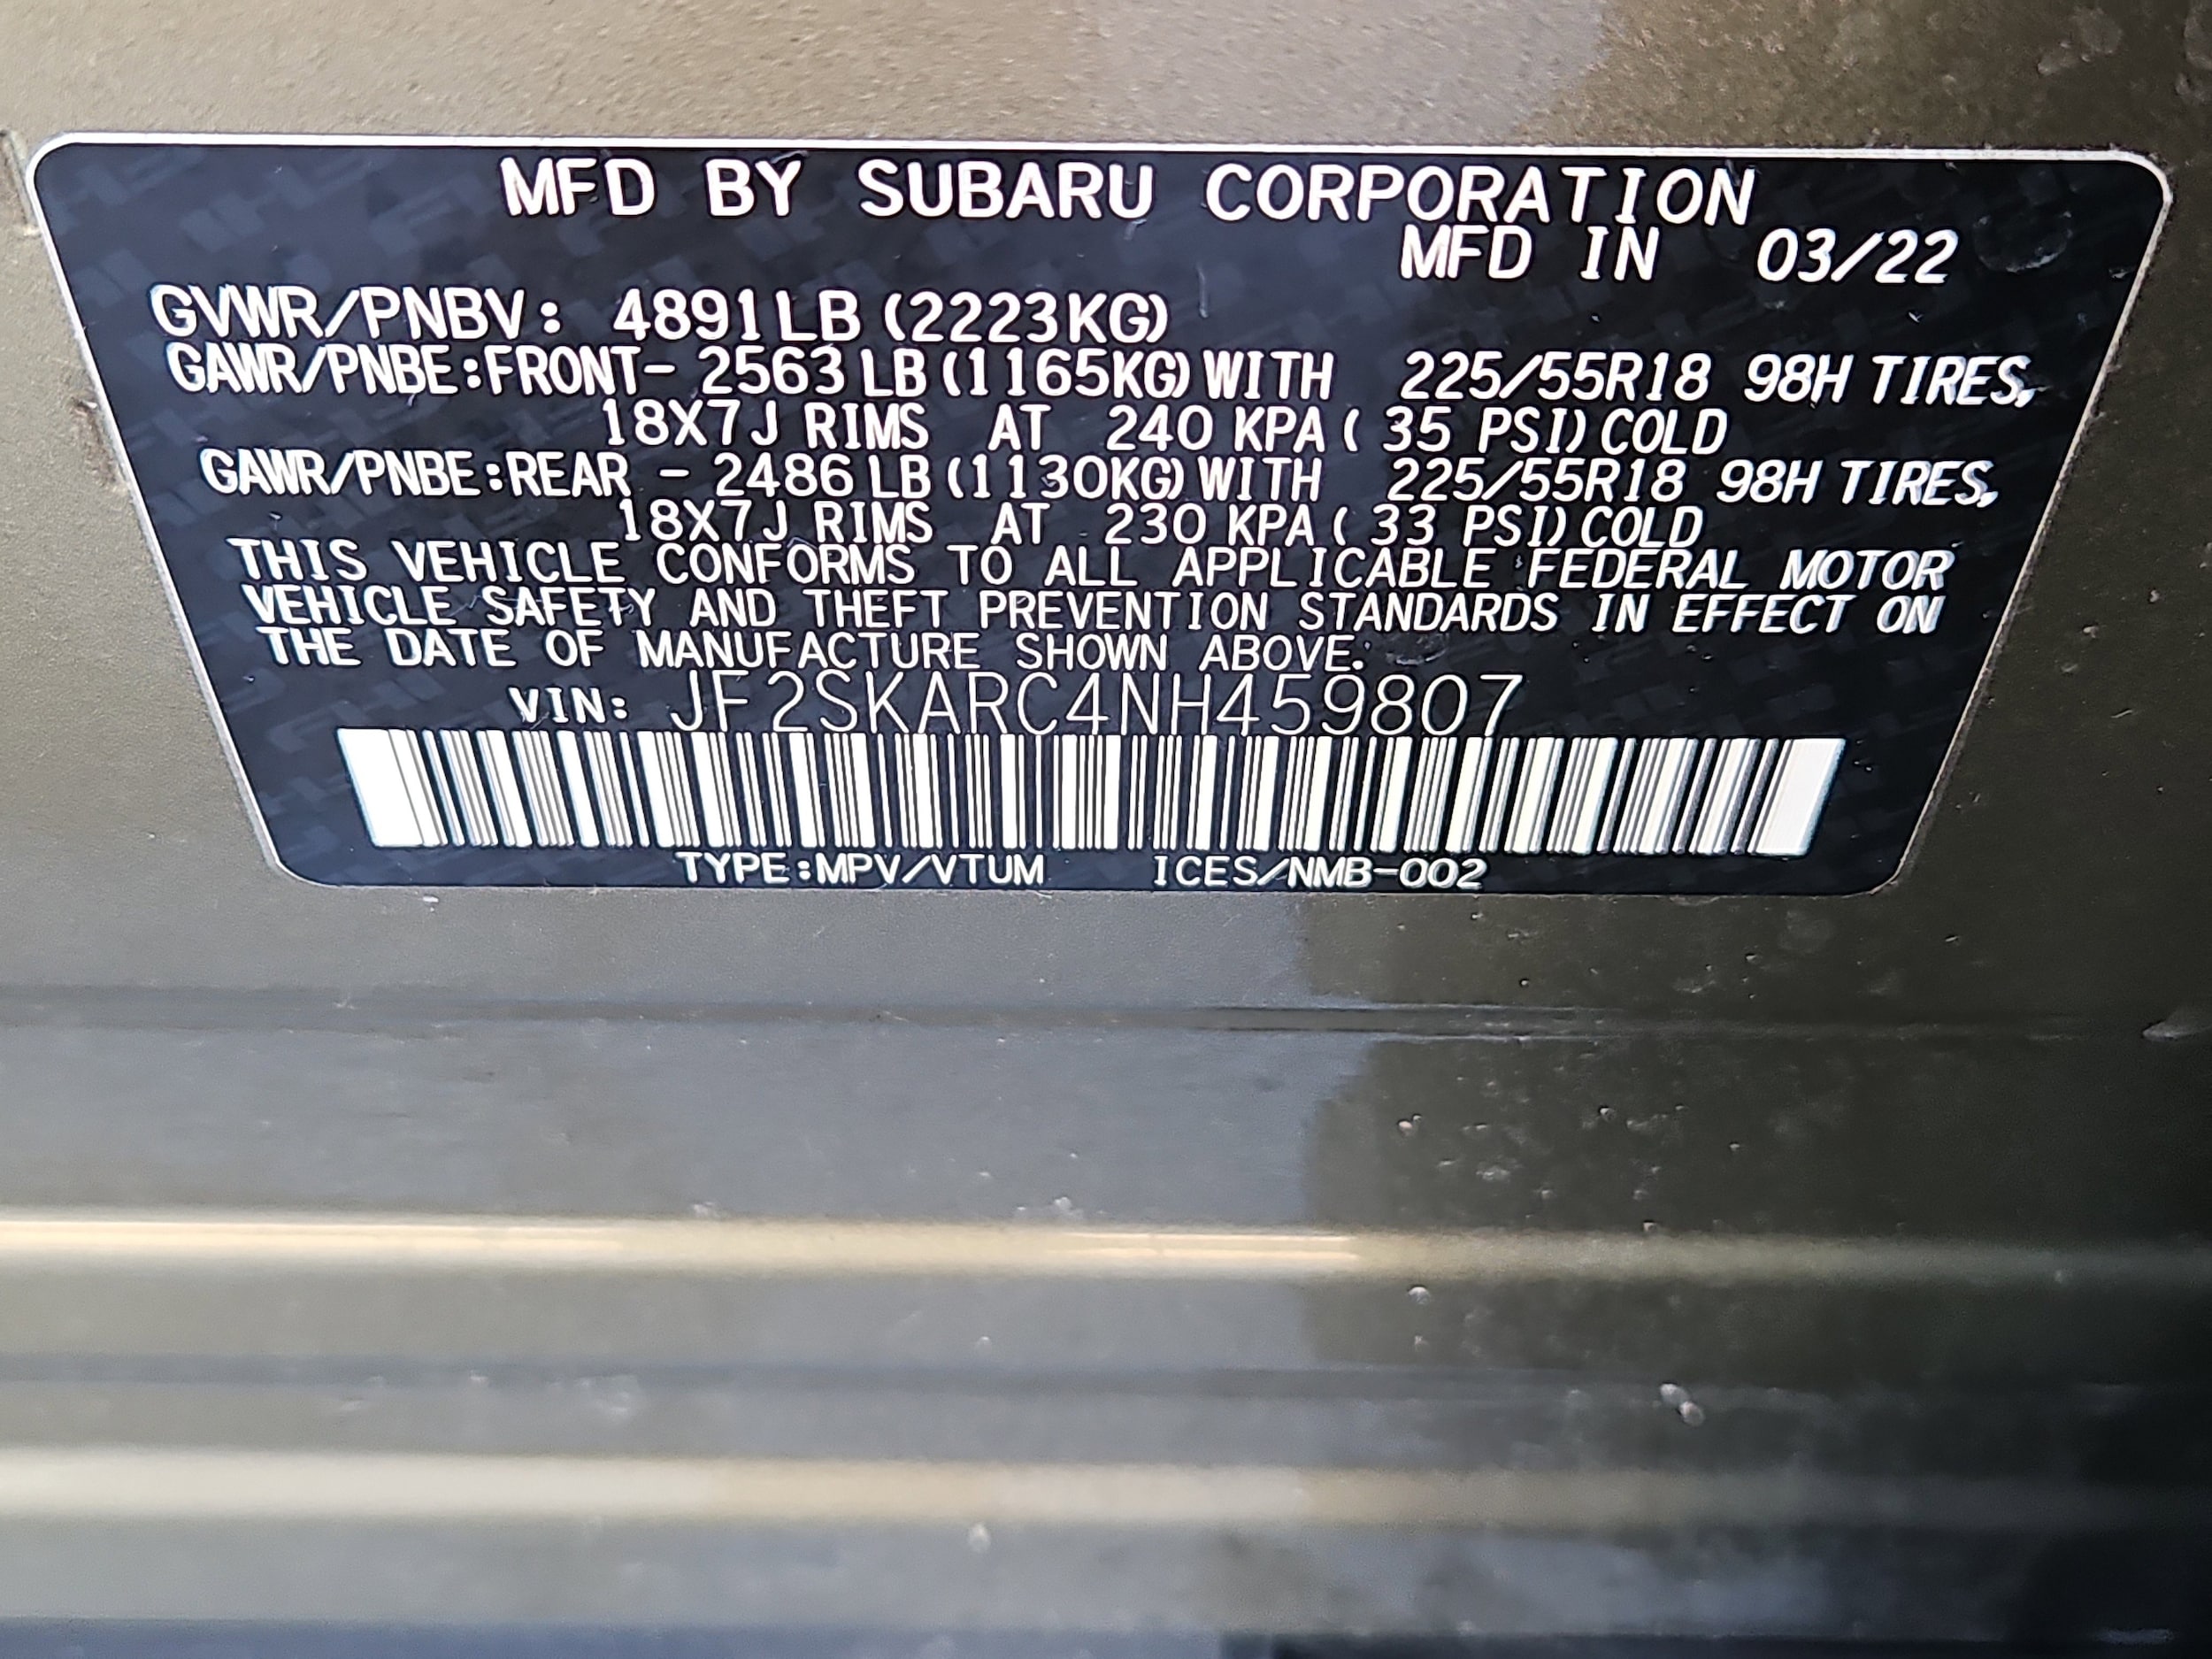 MFD BY SUBARU CORPORATION
MFD IN 03/22
GVWR/PNBV: 4891LB (2223KG)
GAWR/PNBE:FRONT- 2563 LB (1165KG) WITH 225/55R18 98H TIRES,
18X7J RIMS AT 240 KPA ( 35 PSI) COLD
GAWR/PNBE:REAR - 2486 LB (1130KG) WITH 225/55R18 98H TIRES,
18X7J RIMS AT 230 KPA ( 33 PSI) COLD
THIS VEHICLE CONFORMS TO ALL APPLICABLE FEDERAL MOTOR
VEHICLE SAFETY AND THEFT PREVENTION STANDARDS IN EFFECT ON
THE DATE OF MANUFACTURE SHOWN ABOVE.
VIN: JF2SKARC4NH459807
TYPE:MPV/VTUM ICES/NMB-002